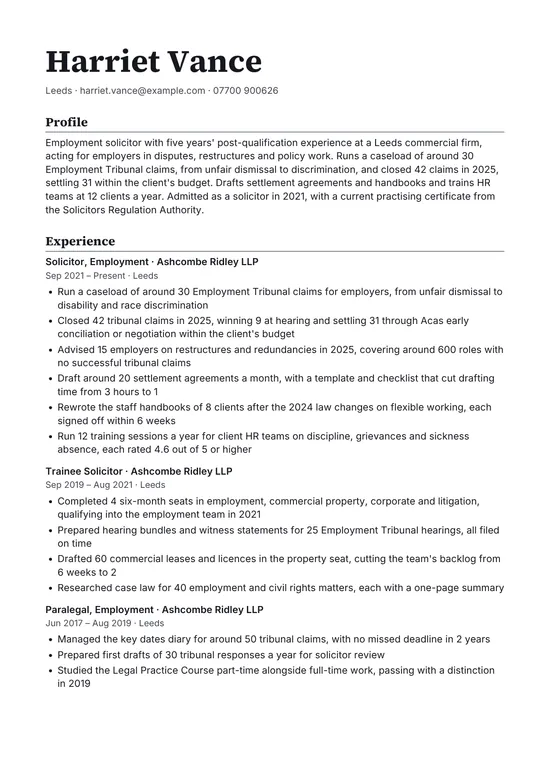 Harriet Vance
Leeds · harriet.vance@example.com · 07700 900626
Profile
Employment solicitor with five years' post-qualification experience at a Leeds commercial firm,
acting for employers in disputes, restructures and policy work. Runs a caseload of around 30
Employment Tribunal claims, from unfair dismissal to discrimination, and closed 42 claims in 2025,
settling 31 within the client's budget. Drafts settlement agreements and handbooks and trains HR
teams at 12 clients a year. Admitted as a solicitor in 2021, with a current practising certificate from
the Solicitors Regulation Authority.
Experience
Solicitor, Employment · Ashcombe Ridley LLP
Sep 2021 – Present · Leeds
• Run a caseload of around 30 Employment Tribunal claims for employers, from unfair dismissal to
disability and race discrimination
• Closed 42 tribunal claims in 2025, winning 9 at hearing and settling 31 through Acas early
conciliation or negotiation within the client's budget
• Advised 15 employers on restructures and redundancies in 2025, covering around 600 roles with
no successful tribunal claims
• Draft around 20 settlement agreements a month, with a template and checklist that cut drafting
time from 3 hours to 1
• Rewrote the staff handbooks of 8 clients after the 2024 law changes on flexible working, each
signed off within 6 weeks
• Run 12 training sessions a year for client HR teams on discipline, grievances and sickness
absence, each rated 4.6 out of 5 or higher
Trainee Solicitor · Ashcombe Ridley LLP
Sep 2019 – Aug 2021 · Leeds
• Completed 4 six-month seats in employment, commercial property, corporate and litigation,
qualifying into the employment team in 2021
• Prepared hearing bundles and witness statements for 25 Employment Tribunal hearings, all filed
on time
• Drafted 60 commercial leases and licences in the property seat, cutting the team's backlog from
6 weeks to 2
• Researched case law for 40 employment and civil rights matters, each with a one-page summary
Paralegal, Employment · Ashcombe Ridley LLP
Jun 2017 – Aug 2019 · Leeds
• Managed the key dates diary for around 50 tribunal claims, with no missed deadline in 2 years
• Prepared first drafts of 30 tribunal responses a year for solicitor review
• Studied the Legal Practice Course part-time alongside full-time work, passing with a distinction
in 2019